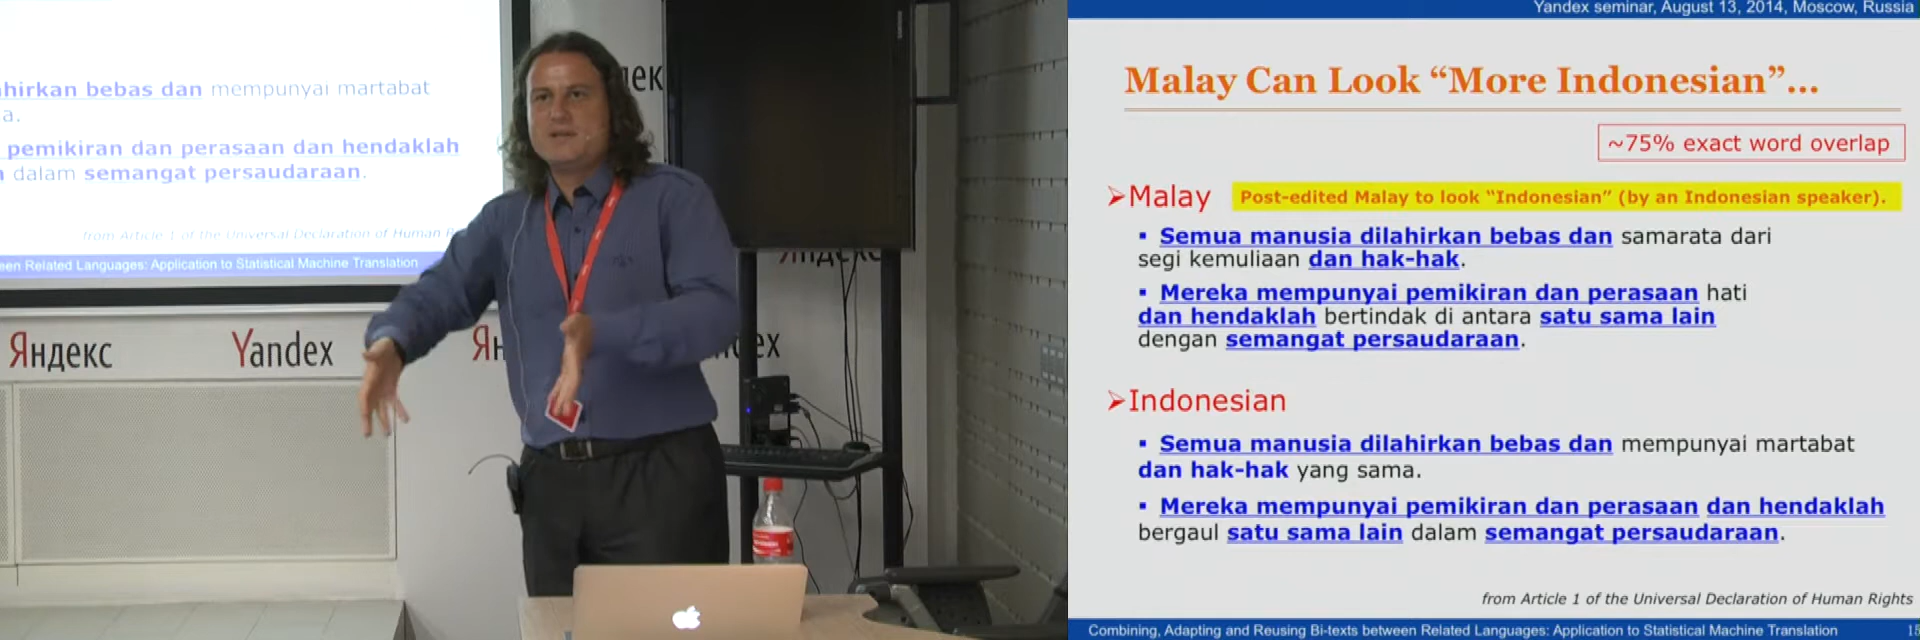 ahirkan bebas dan mempunyai martabat
a.
pemikiran dan perasaan dan hendaklah
dalam semangat persaudaraan.
from Article 1 of the Universal Declaration of Human
een Related Languages: Application to Statistical Machine Translation
Яндекс
Yandex
Yandex seminar, August 13, 2014, Moscow, Russia
Malay Can Look “More Indonesian”…
~75% exact word overlap
Malay
Post-edited Malay to look “Indonesian” (by an Indonesian speaker).
Semua manusia dilahirkan bebas dan samarata dari
segi kemuliaan dan hak-hak.
Mereka mempunyai pemikiran dan perasaan hati
dan hendaklah bertindak di antara satu sama lain
dengan semangat persaudaraan.
Indonesian
Semua manusia dilahirkan bebas dan mempunyai martabat
dan hak-hak yang sama.
Mereka mempunyai pemikiran dan perasaan dan hendaklah
bergaul satu sama lain dalam semangat persaudaraan.
from Article 1 of the Universal Declaration of Human Rights
Combining, Adapting and Reusing Bi-texts between Related Languages: Application to Statistical Machine Translation